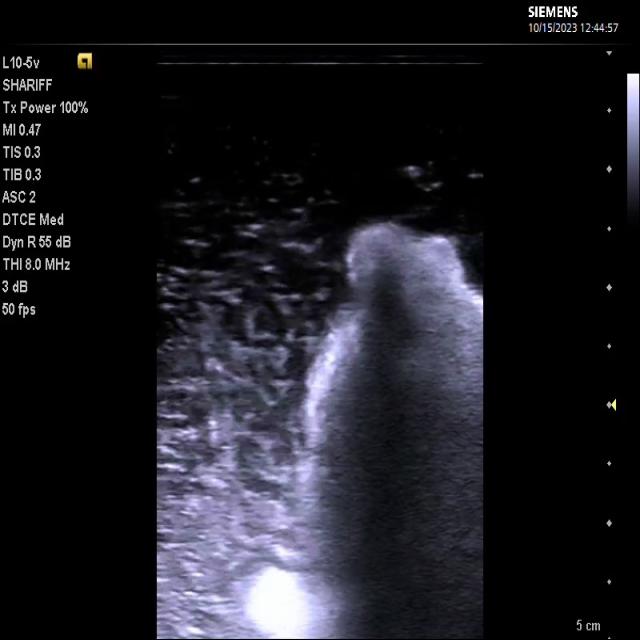 SIEMENS
10/15/2023 12:44:57
L10-5v
SHARIFF
Tx Power 100%
MI 0.47
TIS 0.3
TIB 0.3
ASC 2
DTCE Med
Dyn R 55 dB
THI 8.0 MHz
3 dB
50 fps
5 cm